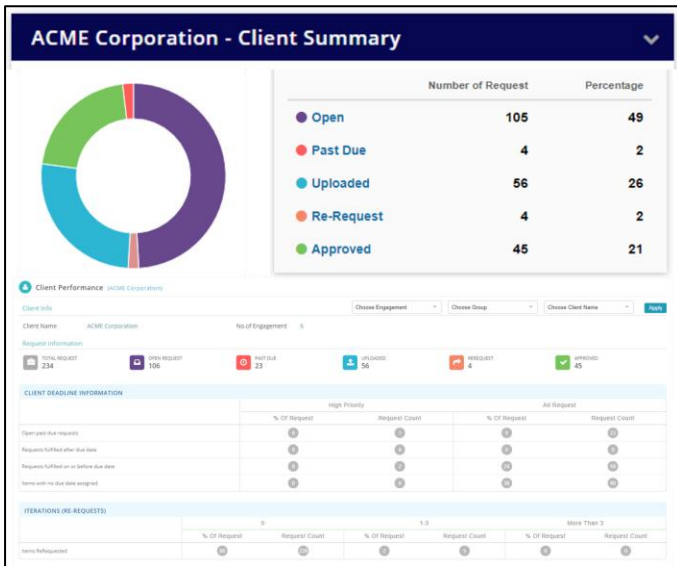 ACME Corporation - Client Summary
Number of Request Percentage
Open 105 49
Past Due 4 2
Uploaded 56 26
Re-Request 4 2
Approved 45 21
Client Performance (ACME Corporation)
Client Info Choose Engagement Choose Group Choose Client Name Apply
Client Name ACME Corporation No.of Engagement 6
Request Information
TOTAL REQUEST OPEN REQUEST PAST DUE UPLOADED REREQUEST APPROVED
234 106 23 56 4 45
CLIENT DEADLINE INFORMATION
High Priority All Request
% Of Request Request Count % Of Request Request Count
Open past due requests
Requests fulfilled after due date
Requests fulfilled on or before due date
Items with no due date assigned
ITERATIONS (RE-REQUESTS)
0 1-3 More Than 3
% Of Request Request Count % Of Request Request Count % Of Request Request Count
Items ReRequested